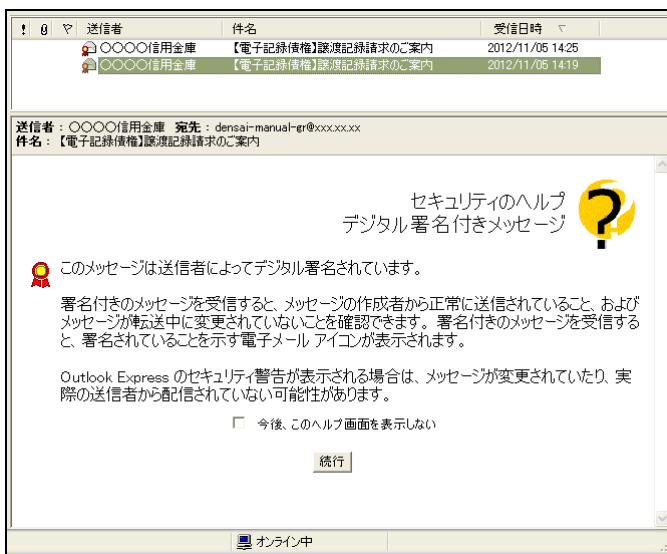 ! 送信者 件名 受信日時
〇〇〇〇信用金庫 【電子記録債権】譲渡記録請求のご案内 2012/11/05 14:25
〇〇〇〇信用金庫 【電子記録債権】譲渡記録請求のご案内 2012/11/05 14:19
送信者：〇〇〇〇信用金庫 宛先：densai-manual-gr@xxx.xx.xx
件名：【電子記録債権】譲渡記録請求のご案内
セキュリティのヘルプ
デジタル署名付きメッセージ
このメッセージは送信者によってデジタル署名されています。
署名付きのメッセージを受信すると、メッセージの作成者から正常に送信されていること、および
メッセージが転送中に変更されていないことを確認できます。署名付きのメッセージを受信する
と、署名されていることを示す電子メール アイコンが表示されます。
Outlook Express のセキュリティ警告が表示される場合は、メッセージが変更されていたり、実
際の送信者から配信されていない可能性があります。
今後、このヘルプ画面を表示しない
続行
オンライン中